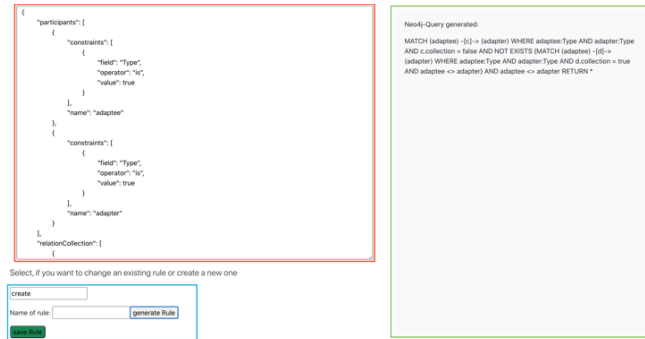 {
"participants": [
{
"constraints": [
{
"field": "Type",
"operator": "is",
"value": true
}
],
"name": "adaptee"
},
{
"constraints": [
{
"field": "Type",
"operator": "is",
"value": true
}
],
"name": "adapter"
}
],
"relationCollection": [
{
Select, if you want to change an existing rule or create a new one
create
Name of rule: generate Rule
save Rule
Neo4j-Query generated:
MATCH (adaptee) -[c]-> (adapter) WHERE adaptee:Type AND adapter:Type
AND c.collection = false AND NOT EXISTS {MATCH (adaptee) -[d]->
(adapter) WHERE adaptee:Type AND adapter:Type AND d.collection = true
AND adaptee <> adapter} AND adaptee <> adapter RETURN *